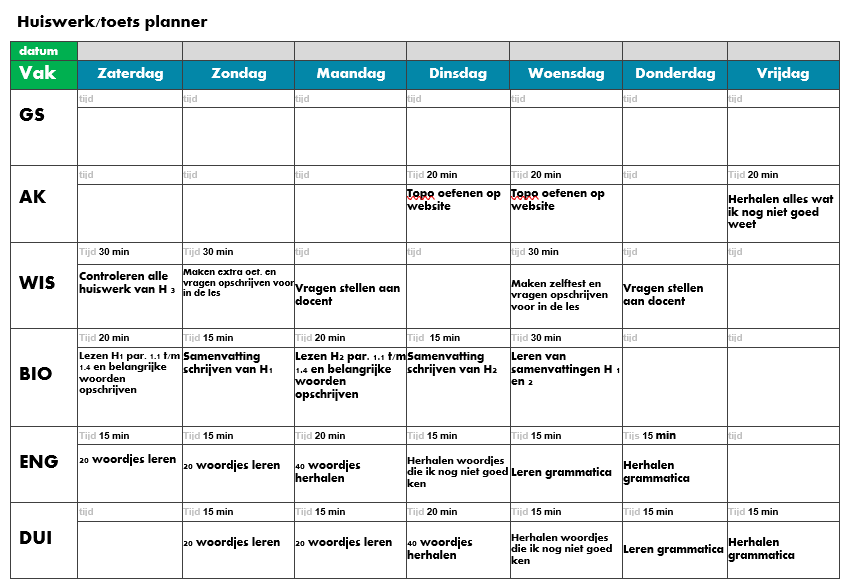 Huiswerk/toets planner
datum
Vak Zaterdag Zondag Maandag Dinsdag Woensdag Donderdag Vrijdag
GS
tijd tijd tijd tijd tijd tijd tijd
AK
tijd tijd tijd Tijd 20 min Tijd 20 min tijd Tijd 20 min
Topo oefenen op
website
Topo oefenen op
website
Herhalen alles wat
ik nog niet goed
weet
WIS
Tijd 30 min Tijd 30 min tijd tijd Tijd 30 min tijd tijd
Controleren alle
huiswerk van H 3
Maken extra oef. en
vragen opschrijven voor
in de les
Vragen stellen aan
docent
Maken zelftest en
vragen opschrijven
voor in de les
Vragen stellen
aan docent
BIO
Tijd 20 min Tijd 15 min Tijd 20 min Tijd 15 min Tijd 30 min tijd tijd
Lezen H1 par. 1.1 t/m
1.4 en belangrijke
woorden
opschrijven
Samenvatting
schrijven van H1
Lezen H2 par. 1.1 t/m
1.4 en belangrijke
woorden
opschrijven
Samenvatting
schrijven van H2
Leren van
samenvattingen H 1
en 2
ENG
Tijd 15 min Tijd 15 min Tijd 20 min Tijd 15 min Tijd 15 min Tijs 15 min tijd
20 woordjes leren
20 woordjes leren
40 woordjes
herhalen
Herhalen woordjes
die ik nog niet goed
ken
Leren grammatica
Herhalen
grammatica
DUI
tijd Tijd 15 min Tijd 15 min Tijd 20 min Tijd 15 min Tijd 15 min Tijd 15 min
20 woordjes leren
20 woordjes leren
40 woordjes
herhalen
Herhalen woordjes
die ik nog niet goed
ken
Leren grammatica
Herhalen
grammatica